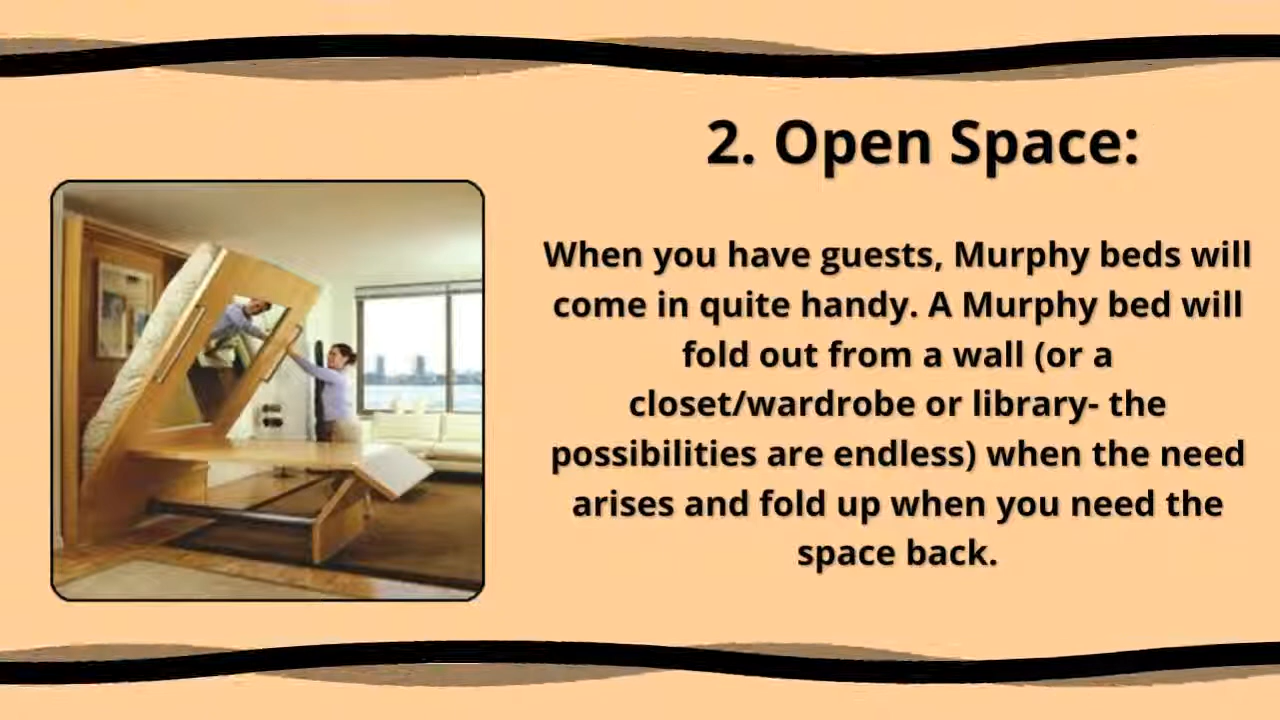 2. Open Space:
When you have guests, Murphy beds will
come in quite handy. A Murphy bed will
fold out from a wall (or a
closet/wardrobe or library- the
possibilities are endless) when the need
arises and fold up when you need the
space back.